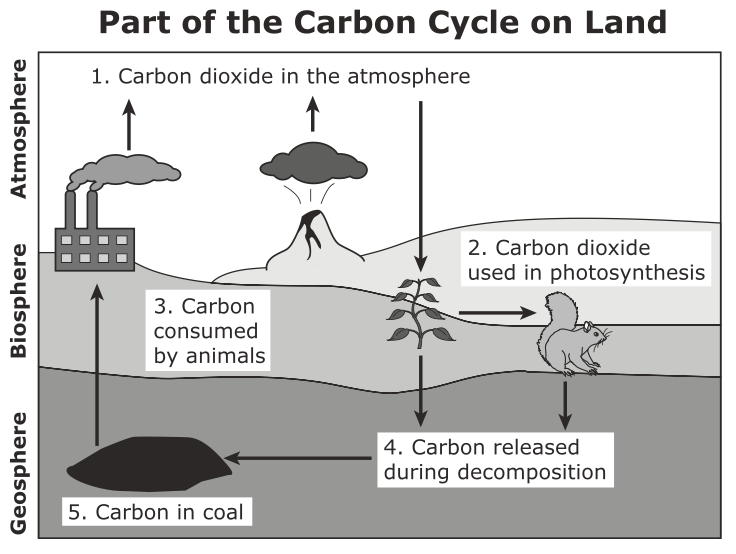 Part of the Carbon Cycle on Land
Atmosphere
1. Carbon dioxide in the atmosphere
Biosphere
2. Carbon dioxide
used in photosynthesis
3. Carbon
consumed
by animals
Geosphere
4. Carbon released
during decomposition
5. Carbon in coal